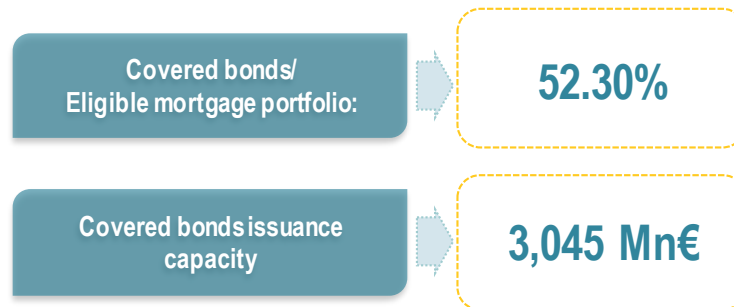 Covered bonds/
Eligible mortgage portfolio:
52.30%
Covered bonds issuance
capacity
3,045 Mn€